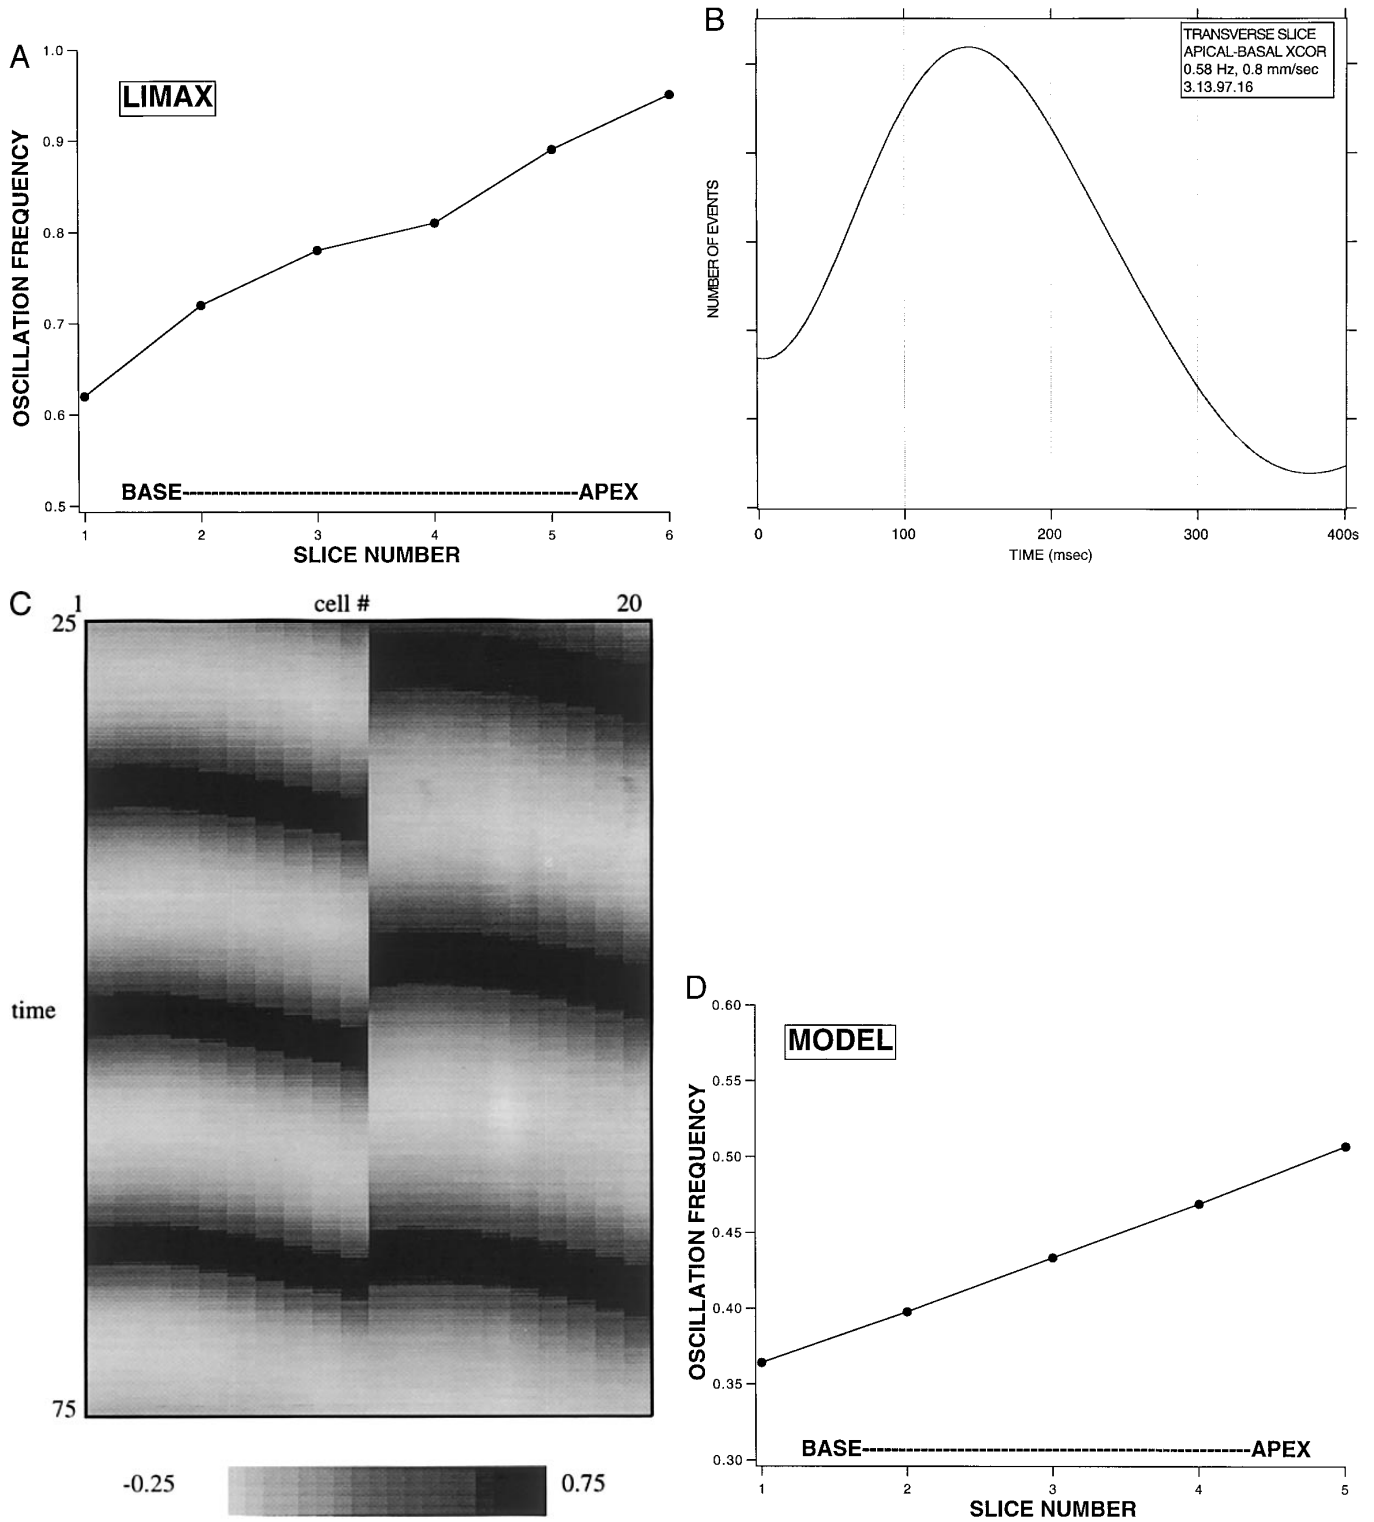 A
LIMAX
OSCILLATION FREQUENCY
1.0
0.9
0.8
0.7
0.6
0.5
BASE APEX
1 2 3 4 5 6
SLICE NUMBER
B
TRANSVERSE SLICE
APICAL-BASAL XCOR
0.58 Hz, 0.8 mm/sec
3.13.97.16
NUMBER OF EVENTS
0 100 200 300 400s
TIME (msec)
C
1 cell # 20
25
time
75
-0.25 0.75
D
MODEL
OSCILLATION FREQUENCY
0.60
0.55
0.50
0.45
0.40
0.35
0.30
BASE APEX
1 2 3 4 5
SLICE NUMBER